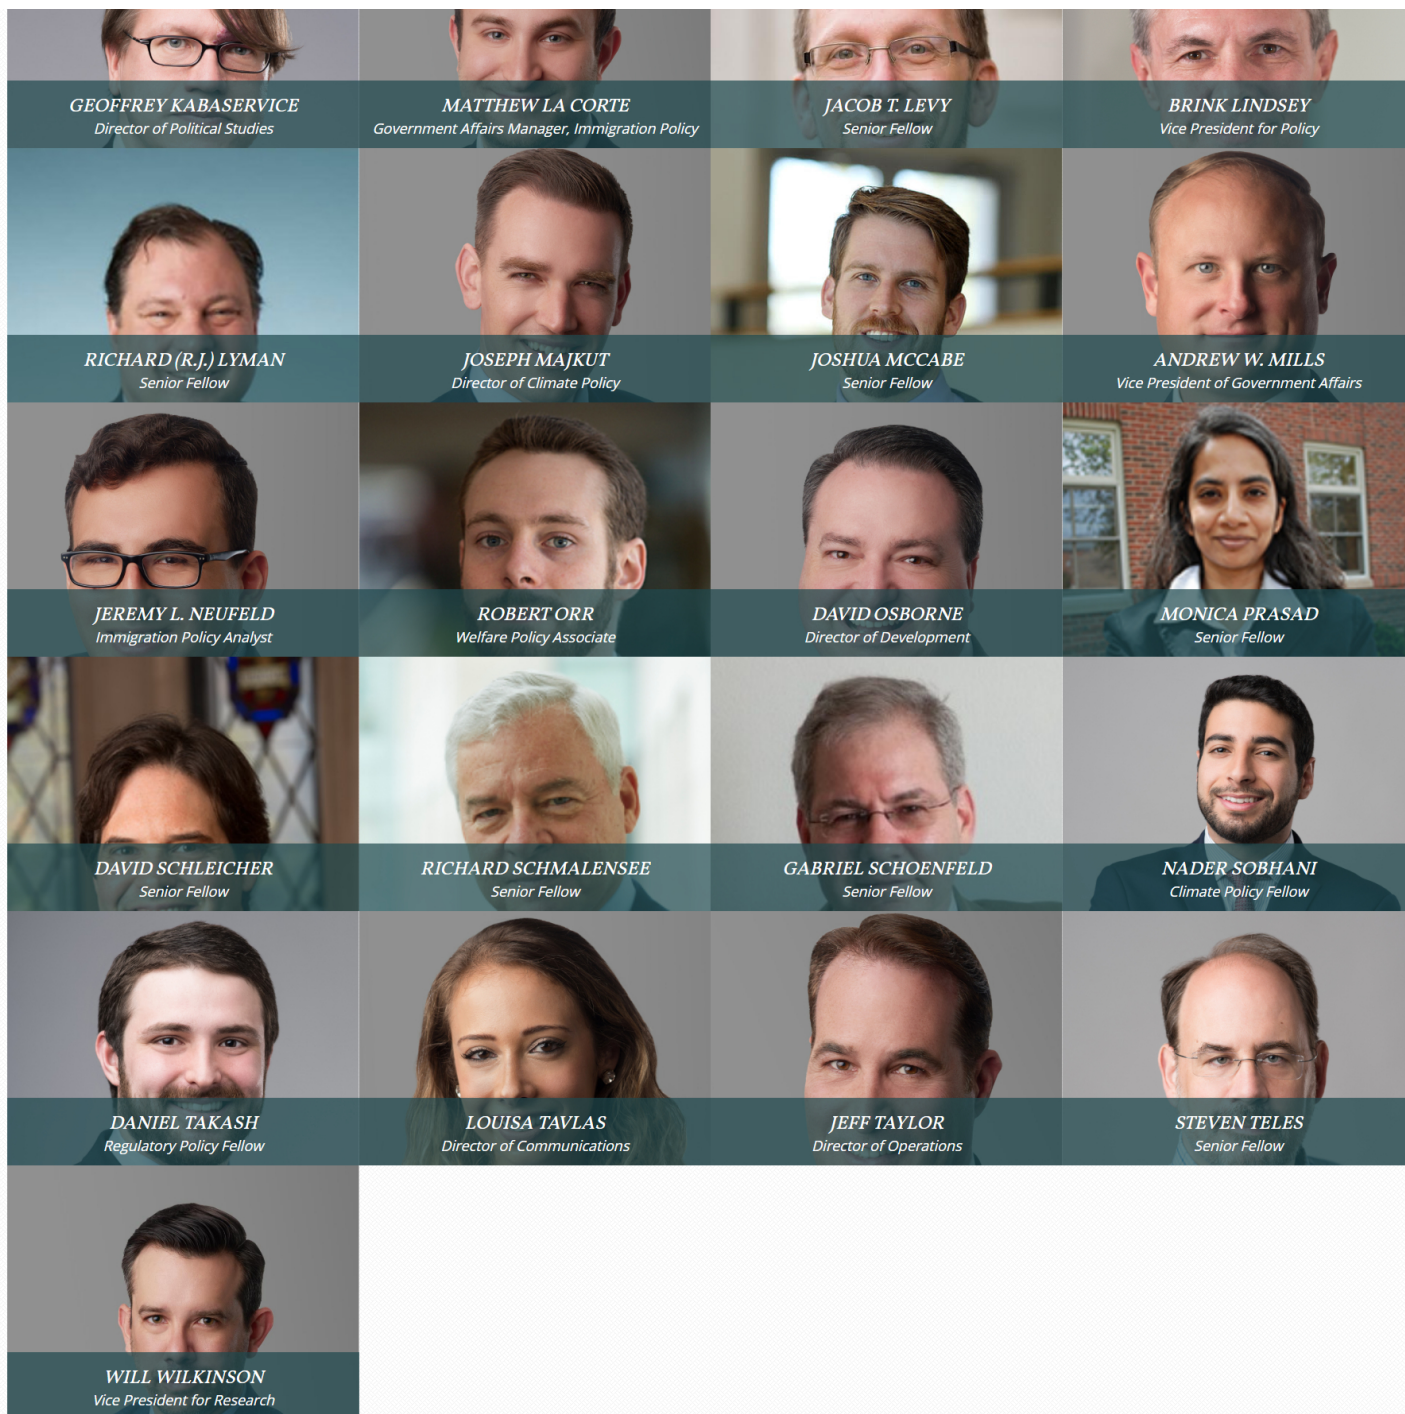 GEOFFREY KABASERVICE
Director of Political Studies
MATTHEW LA CORTE
Government Affairs Manager, Immigration Policy
JACOB T. LEVY
Senior Fellow
BRINK LINDSEY
Vice President for Policy
RICHARD (R.J.) LYMAN
Senior Fellow
JOSEPH MAJKUT
Director of Climate Policy
JOSHUA MCCABE
Senior Fellow
ANDREW W. MILLS
Vice President of Government Affairs
JEREMY L. NEUFELD
Immigration Policy Analyst
ROBERT ORR
Welfare Policy Associate
DAVID OSBORNE
Director of Development
MONICA PRASAD
Senior Fellow
DAVID SCHLEICHER
Senior Fellow
RICHARD SCHMALENSEE
Senior Fellow
GABRIEL SCHOENFELD
Senior Fellow
NADER SOBHANI
Climate Policy Fellow
DANIEL TAKASH
Regulatory Policy Fellow
LOUISA TAVLAS
Director of Communications
JEFF TAYLOR
Director of Operations
STEVEN TELES
Senior Fellow
WILL WILKINSON
Vice President for Research